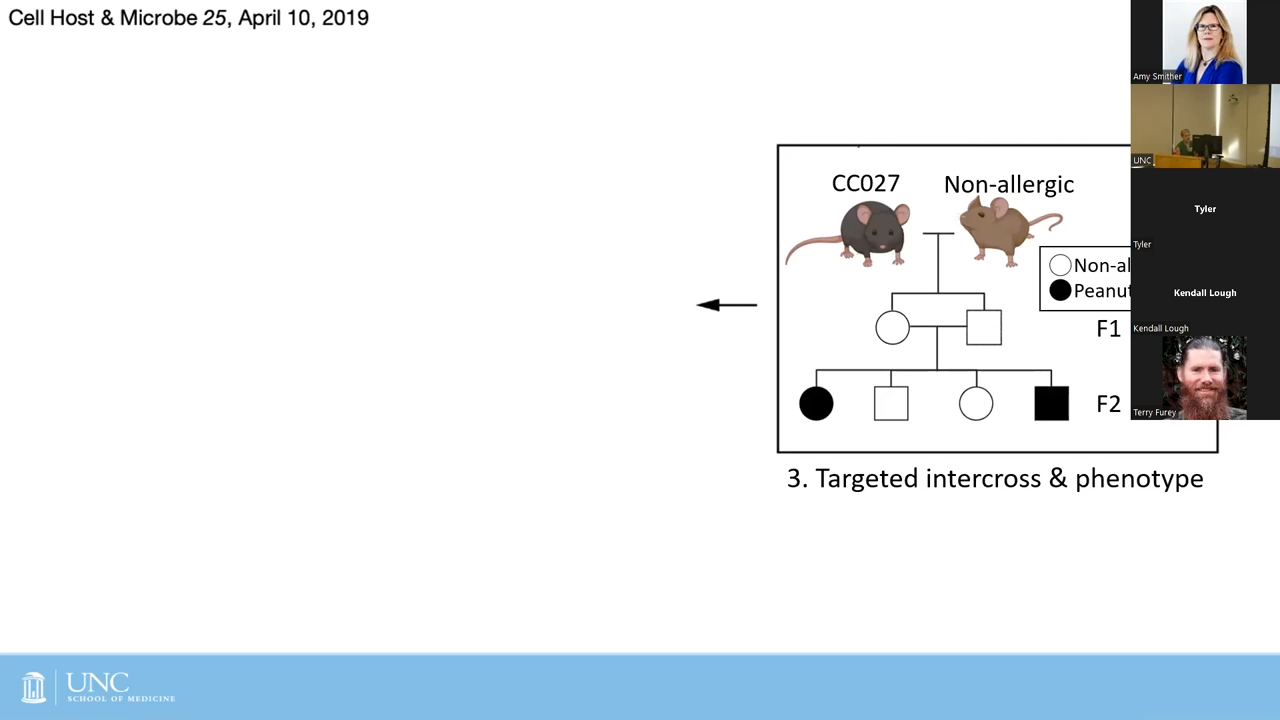 Cell Host & Microbe 25, April 10, 2019
CC027
Non-allergic
Non-al
Peanut
F1
F2
3. Targeted intercross & phenotype
UNC
SCHOOL OF MEDICINE
Amy Smither
UNC
Tyler
Tyler
Kendall Lough
Kendall Lough
Terry Furey